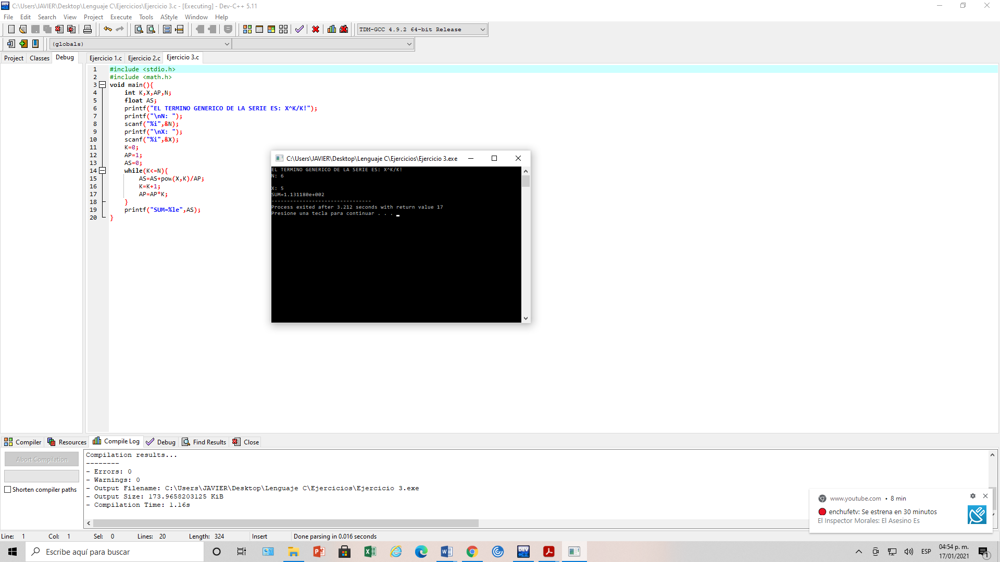 C:\Users\JAVIER\Desktop\Lenguaje C\Ejercicios\Ejercicio 3.c - [Executing] - Dev-C++ 5.11
File Edit Search View Project Execute Tools AStyle Window Help
TDM-GCC 4.9.2 64-bit Release
(globals)
Project Classes Debug
Ejercicio 1.c Ejercicio 2.c Ejercicio 3.c
1 #include <stdio.h>
2 #include <math.h>
3 void main(){
4 int K,X,AP,N;
5 float AS;
6 printf("EL TERMINO GENERICO DE LA SERIE ES: X^K/K!");
7 printf("\nN: ");
8 scanf("%i",&N);
9 printf("\nX: ");
10 scanf("%i",&X);
11 K=0;
12 AP=1;
13 AS=0;
14 while(K<=N){
15 AS=AS+pow(X,K)/AP;
16 K=K+1;
17 AP=AP*K;
18 }
19 printf("SUM=%le",AS);
20 }
C:\Users\JAVIER\Desktop\Lenguaje C\Ejercicios\Ejercicio 3.exe
EL TERMINO GENERICO DE LA SERIE ES: X^K/K!
N: 6
X: 5
SUM=1.131180e+002
--------------------------------
Process exited after 3.212 seconds with return value 17
Presione una tecla para continuar . . .
Compiler Resources Compile Log Debug Find Results Close
Abort Compilation
Shorten compiler paths
Compilation results...
--------
- Errors: 0
- Warnings: 0
- Output Filename: C:\Users\JAVIER\Desktop\Lenguaje C\Ejercicios\Ejercicio 3.exe
- Output Size: 173.9658203125 KiB
- Compilation Time: 1.16s
www.youtube.com • 8 min
enchufetv: Se estrena en 30 minutos
El Inspector Morales: El Asesino Es
Line: 1 Col: 1 Sel: 0 Lines: 20 Length: 324 Insert Done parsing in 0.016 seconds
Escribe aquí para buscar
DEV
ESP
04:54 p. m.
17/01/2021
1